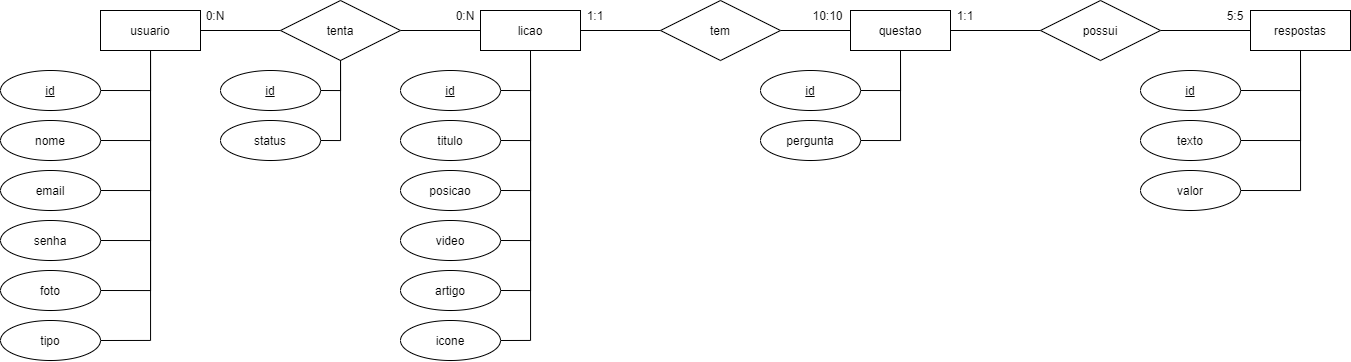 usuario 0:N tenta 0:N licao 1:1 tem 10:10 questao 1:1 possui 5:5 respostas
id id id id id
nome status titulo pergunta texto
email posicao valor
senha video
foto artigo
tipo icone